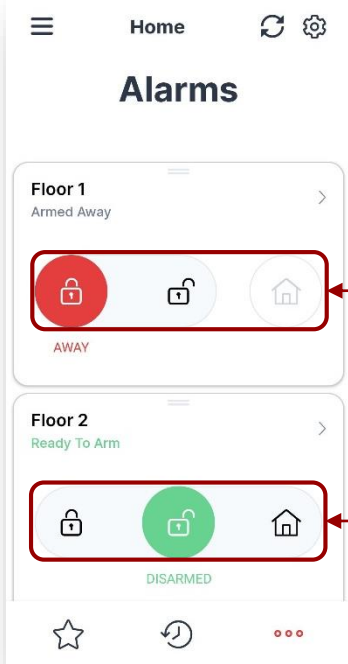 Home
Alarms
Floor 1
Armed Away
AWAY
Floor 2
Ready To Arm
DISARMED